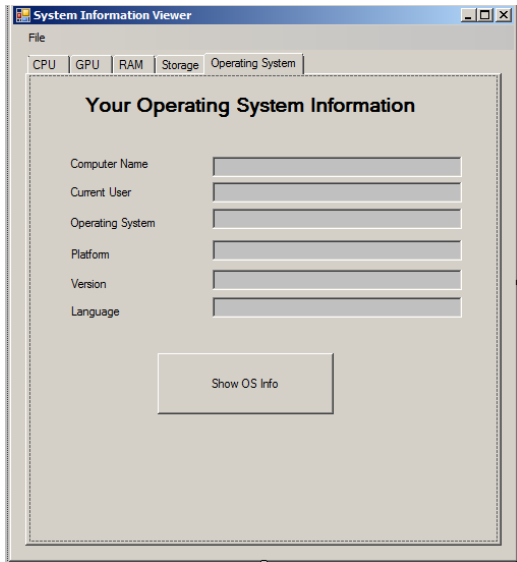 System Information Viewer
File
CPU GPU RAM Storage Operating System
Your Operating System Information
Computer Name
Current User
Operating System
Platform
Version
Language
Show OS Info